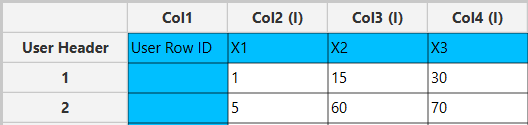 Col1 Col2 (I) Col3 (I) Col4 (I)
User Header User Row ID X1 X2 X3
1 1 15 30
2 5 60 70